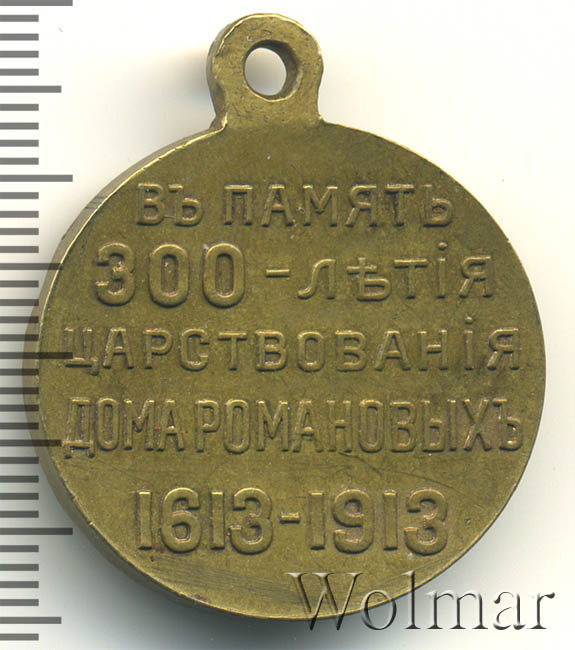 ВЪ ПАМЯТЬ
300-лѣтія
ЦАРСТВОВАНІЯ
ДОМА РОМАНОВЫХЪ
1613-1913
Wolmar